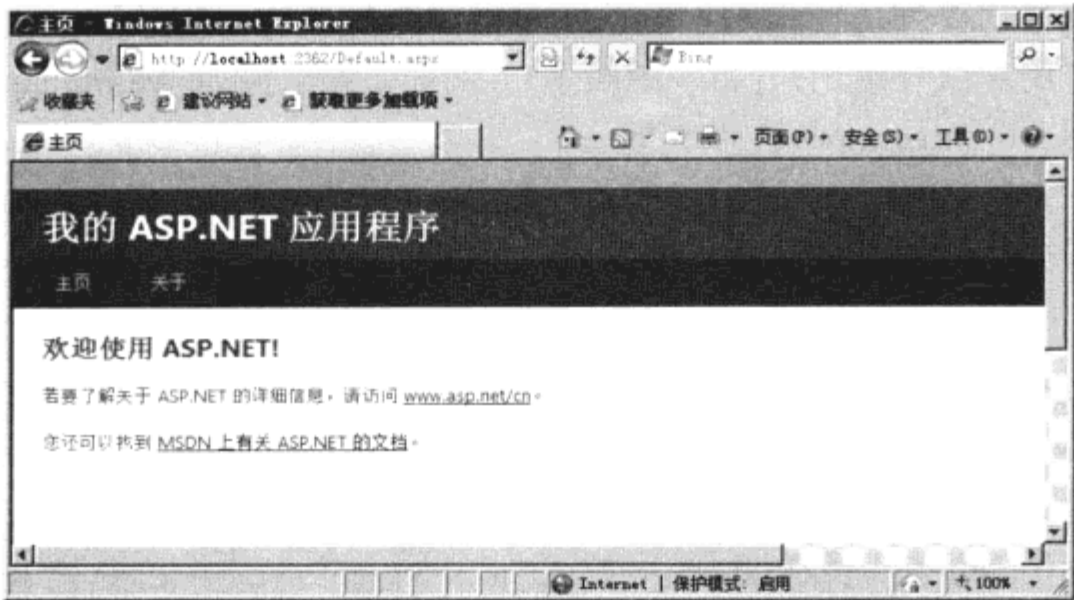 主页 - Windows Internet Explorer
http://localhost:2362/Default.aspx
Bing
收藏夹 建议网站 获取更多加载项
主页
页面(P) 安全(S) 工具(O)
我的 ASP.NET 应用程序
主页 关于
欢迎使用 ASP.NET!
若要了解关于 ASP.NET 的详细信息,请访问 www.asp.net/cn。
您还可以找到 MSDN 上有关 ASP.NET 的文档。
Internet | 保护模式: 启用
100%